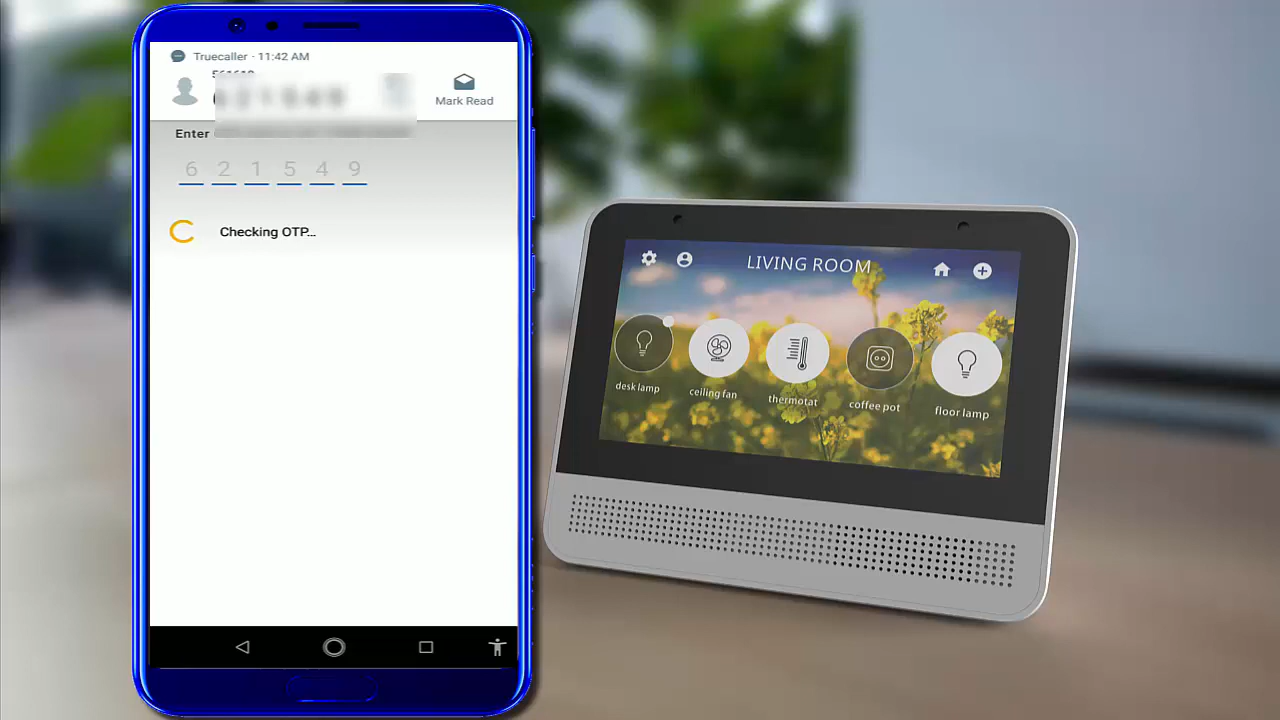 Truecaller · 11:42 AM
Mark Read
Enter
6 2 1 5 4 9
Checking OTP...
LIVING ROOM
desk lamp
ceiling fan
thermotat
coffee pot
floor lamp